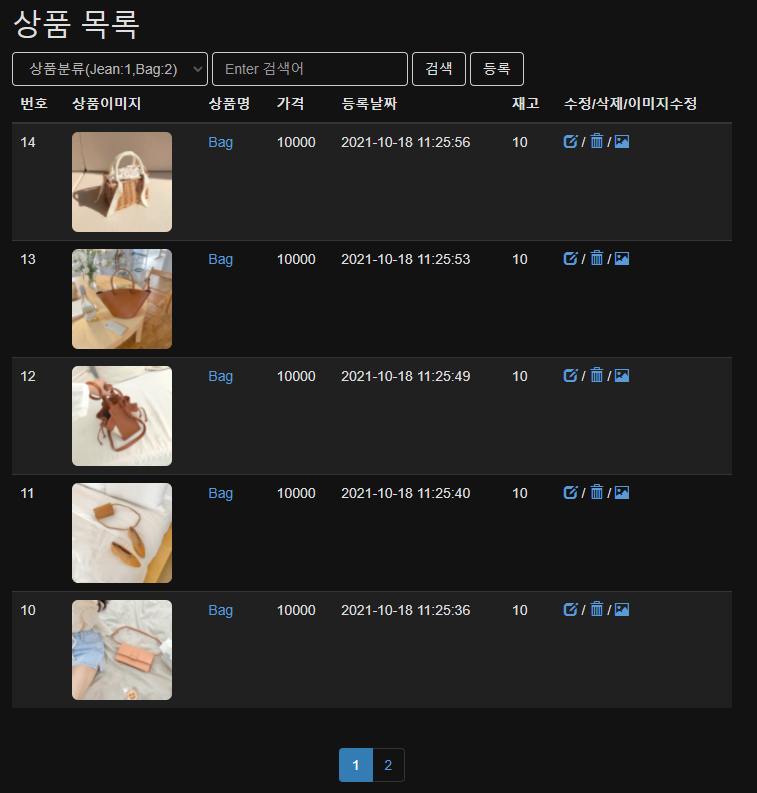 상품 목록
상품분류(Jean:1,Bag:2) Enter 검색어 검색 등록
번호 상품이미지 상품명 가격 등록날짜 재고 수정/삭제/이미지수정
14 Bag 10000 2021-10-18 11:25:56 10 / /
13 Bag 10000 2021-10-18 11:25:53 10 / /
12 Bag 10000 2021-10-18 11:25:49 10 / /
11 Bag 10000 2021-10-18 11:25:40 10 / /
10 Bag 10000 2021-10-18 11:25:36 10 / /
1 2